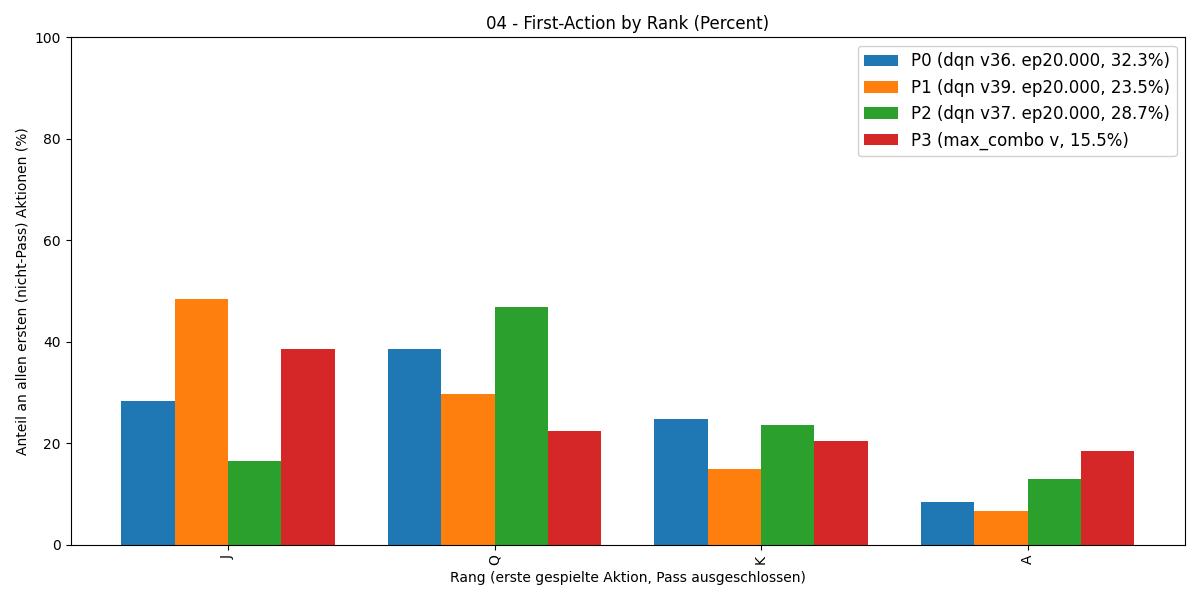 04 - First-Action by Rank (Percent)
Anteil an allen ersten (nicht-Pass) Aktionen (%)
100
80
60
40
20
0
P0 (dqn v36. ep20.000, 32.3%)
P1 (dqn v39. ep20.000, 23.5%)
P2 (dqn v37. ep20.000, 28.7%)
P3 (max_combo v, 15.5%)
J
Q
K
A
Rang (erste gespielte Aktion, Pass ausgeschlossen)